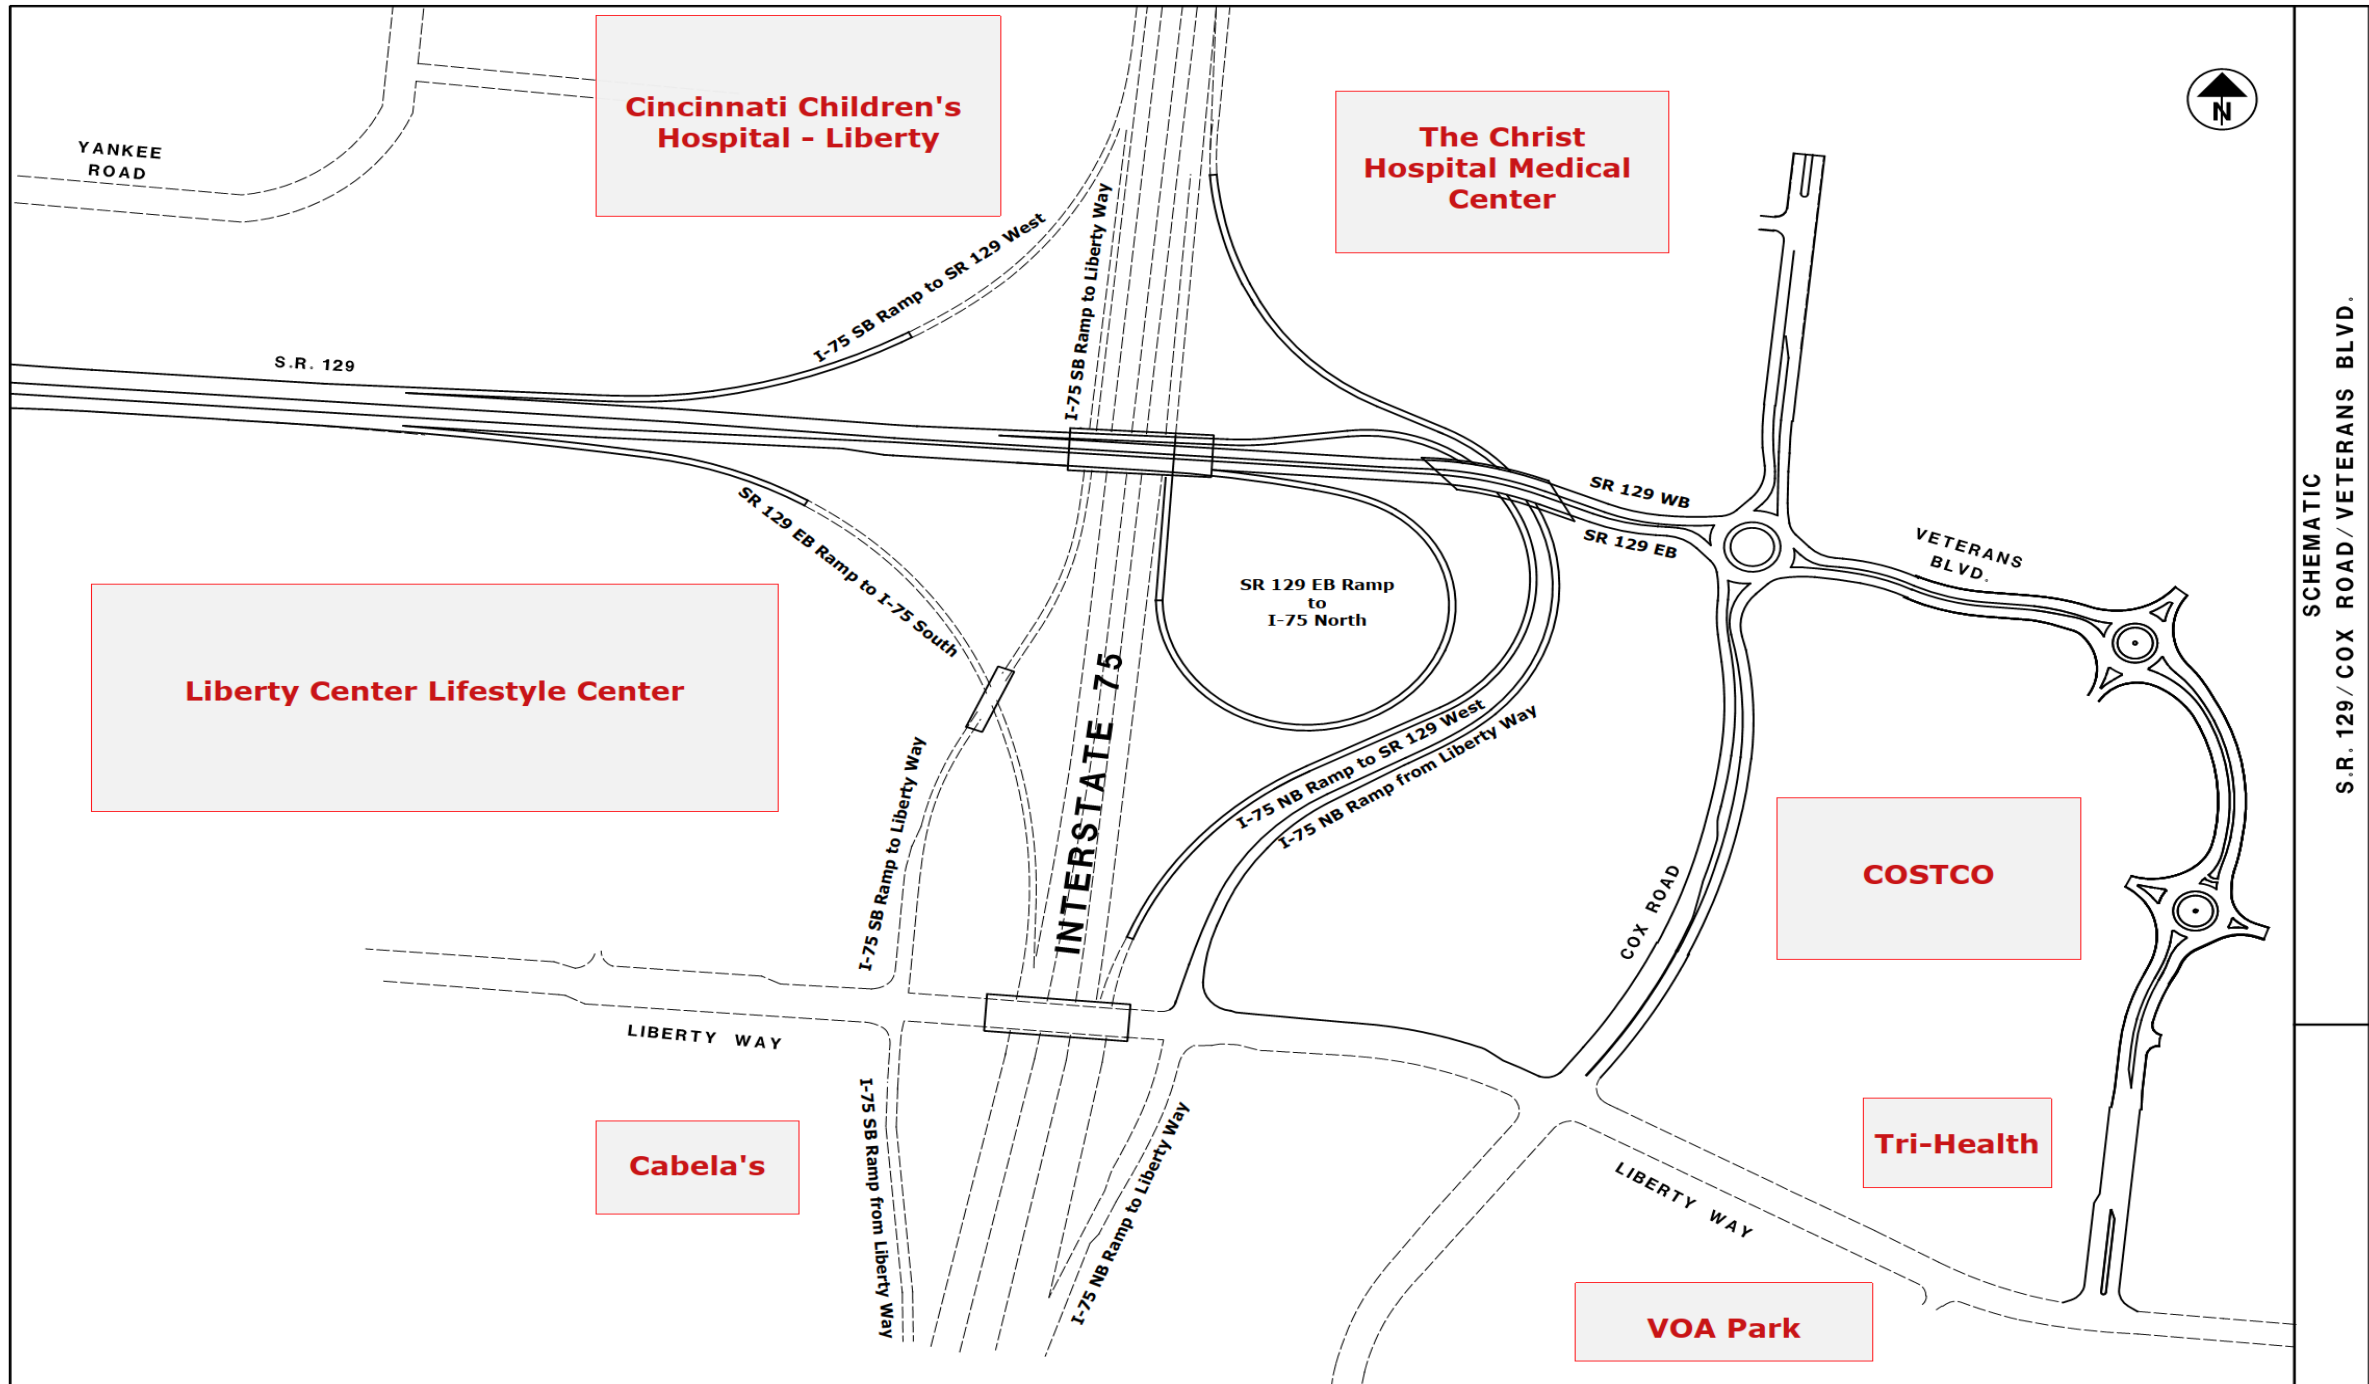 Cincinnati Children's
Hospital - Liberty
The Christ
Hospital Medical
Center
N
YANKEE
ROAD
I-75 SB Ramp to SR 129 West
I-75 SB Ramp to Liberty Way
S.R. 129
SR 129 WB
SR 129 EB
VETERANS
BLVD.
SR 129 EB Ramp to I-75 South
SR 129 EB Ramp
to
I-75 North
Liberty Center Lifestyle Center
INTERSTATE 75
I-75 NB Ramp to SR 129 West
I-75 NB Ramp from Liberty Way
I-75 SB Ramp to Liberty Way
COX ROAD
COSTCO
LIBERTY WAY
Cabela's
I-75 SB Ramp from Liberty Way
I-75 NB Ramp to Liberty Way
Tri-Health
LIBERTY WAY
VOA Park
SCHEMATIC
S.R. 129/COX ROAD/VETERANS BLVD.